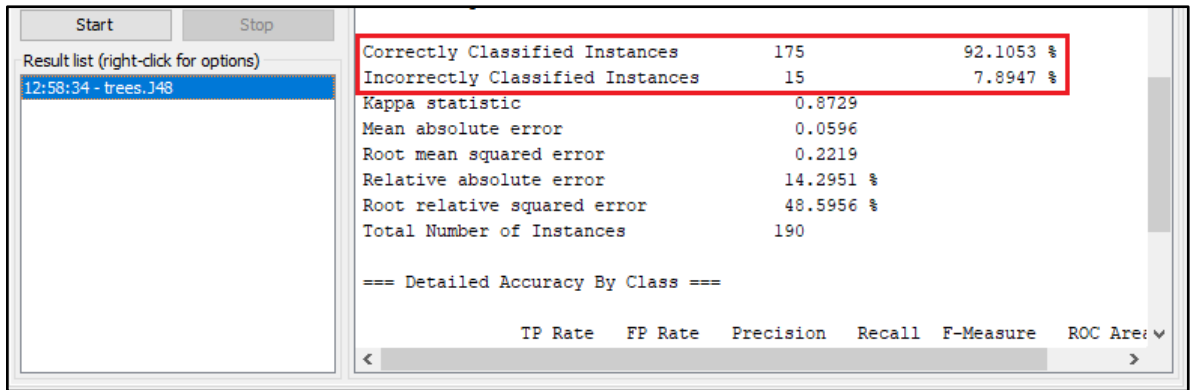 Start Stop
Result list (right-click for options)
12:58:34 - trees.J48
Correctly Classified Instances 175 92.1053 %
Incorrectly Classified Instances 15 7.8947 %
Kappa statistic 0.8729
Mean absolute error 0.0596
Root mean squared error 0.2219
Relative absolute error 14.2951 %
Root relative squared error 48.5956 %
Total Number of Instances 190
=== Detailed Accuracy By Class ===
TP Rate FP Rate Precision Recall F-Measure ROC